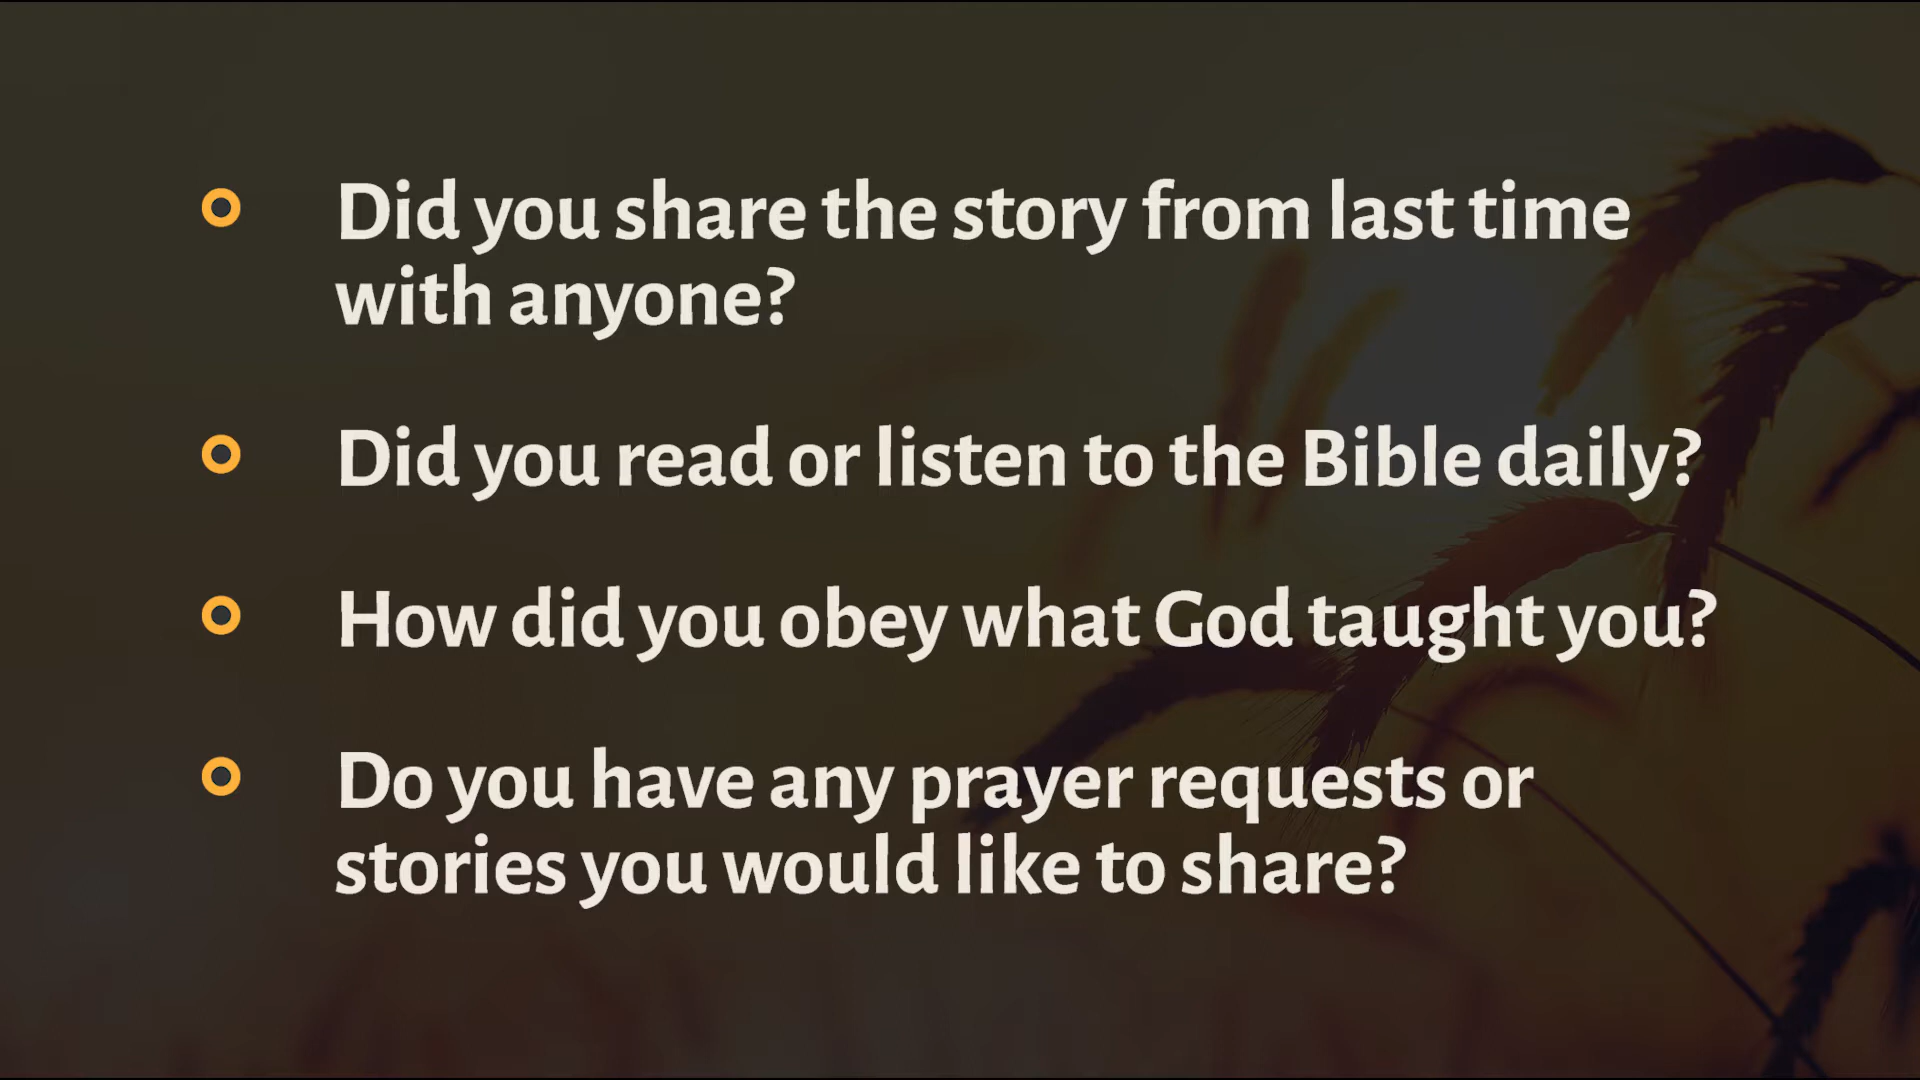 Did you share the story from last time
with anyone?
Did you read or listen to the Bible daily?
How did you obey what God taught you?
Do you have any prayer requests or
stories you would like to share?